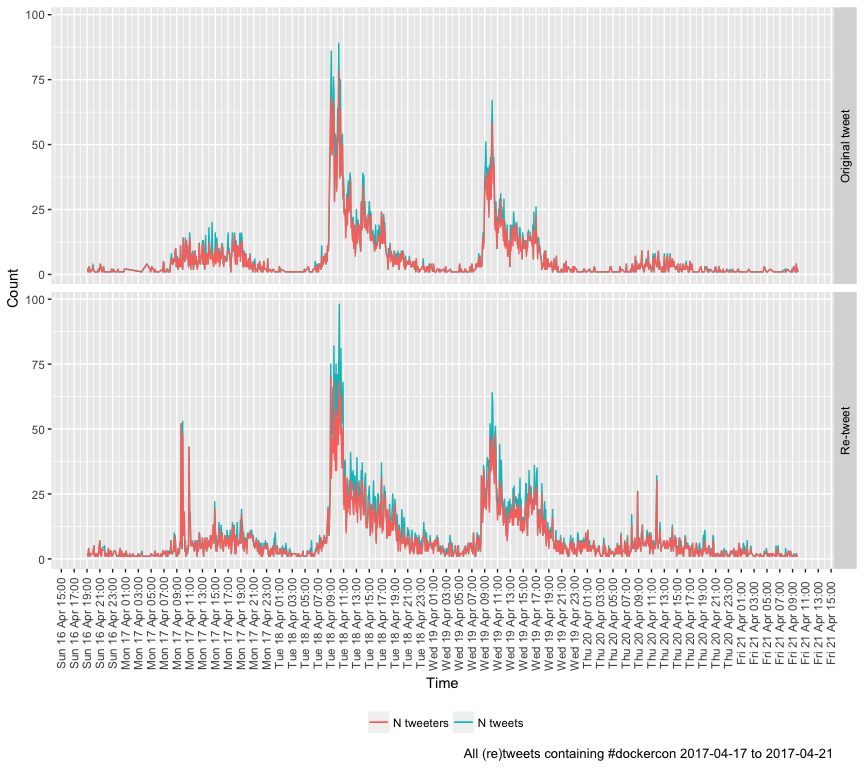 100
75
50
25
0
Original tweet
100
75
50
25
0
Re-tweet
Count
Sun 16 Apr 15:00
Sun 16 Apr 17:00
Sun 16 Apr 19:00
Sun 16 Apr 21:00
Sun 16 Apr 23:00
Mon 17 Apr 01:00
Mon 17 Apr 03:00
Mon 17 Apr 05:00
Mon 17 Apr 07:00
Mon 17 Apr 09:00
Mon 17 Apr 11:00
Mon 17 Apr 13:00
Mon 17 Apr 15:00
Mon 17 Apr 17:00
Mon 17 Apr 19:00
Mon 17 Apr 21:00
Mon 17 Apr 23:00
Tue 18 Apr 01:00
Tue 18 Apr 03:00
Tue 18 Apr 05:00
Tue 18 Apr 07:00
Tue 18 Apr 09:00
Tue 18 Apr 11:00
Tue 18 Apr 13:00
Tue 18 Apr 15:00
Tue 18 Apr 17:00
Tue 18 Apr 19:00
Tue 18 Apr 21:00
Tue 18 Apr 23:00
Wed 19 Apr 01:00
Wed 19 Apr 03:00
Wed 19 Apr 05:00
Wed 19 Apr 07:00
Wed 19 Apr 09:00
Wed 19 Apr 11:00
Wed 19 Apr 13:00
Wed 19 Apr 15:00
Wed 19 Apr 17:00
Wed 19 Apr 19:00
Wed 19 Apr 21:00
Wed 19 Apr 23:00
Thu 20 Apr 01:00
Thu 20 Apr 03:00
Thu 20 Apr 05:00
Thu 20 Apr 07:00
Thu 20 Apr 09:00
Thu 20 Apr 11:00
Thu 20 Apr 13:00
Thu 20 Apr 15:00
Thu 20 Apr 17:00
Thu 20 Apr 19:00
Thu 20 Apr 21:00
Thu 20 Apr 23:00
Fri 21 Apr 01:00
Fri 21 Apr 03:00
Fri 21 Apr 05:00
Fri 21 Apr 07:00
Fri 21 Apr 09:00
Fri 21 Apr 11:00
Fri 21 Apr 13:00
Fri 21 Apr 15:00
Time
N tweeters N tweets
All (re)tweets containing #dockercon 2017-04-17 to 2017-04-21